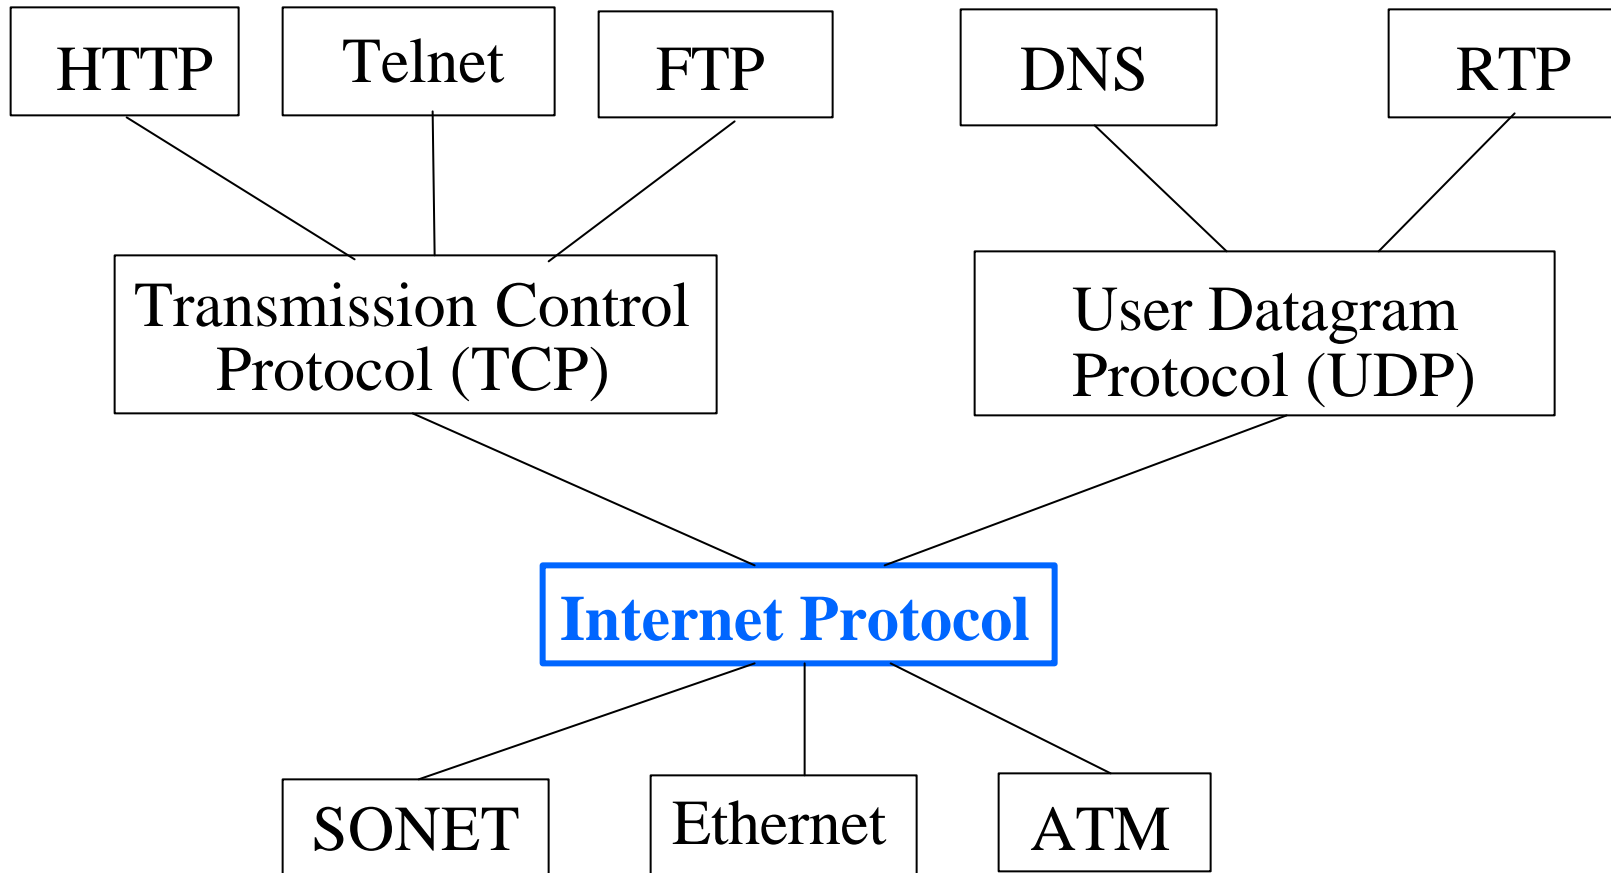 HTTP
Telnet
FTP
DNS
RTP
Transmission Control
Protocol (TCP)
User Datagram
Protocol (UDP)
Internet Protocol
SONET
Ethernet
ATM